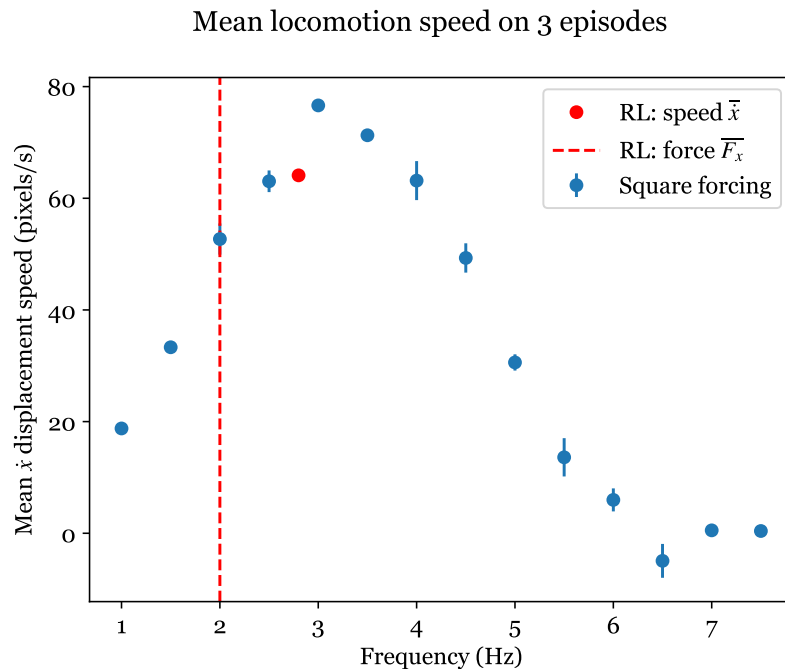 Mean locomotion speed on 3 episodes
80
60
40
20
0
Mean ẋ displacement speed (pixels/s)
RL: speed x̄̇
RL: force F̅ₓ̅
Square forcing
1 2 3 4 5 6 7
Frequency (Hz)